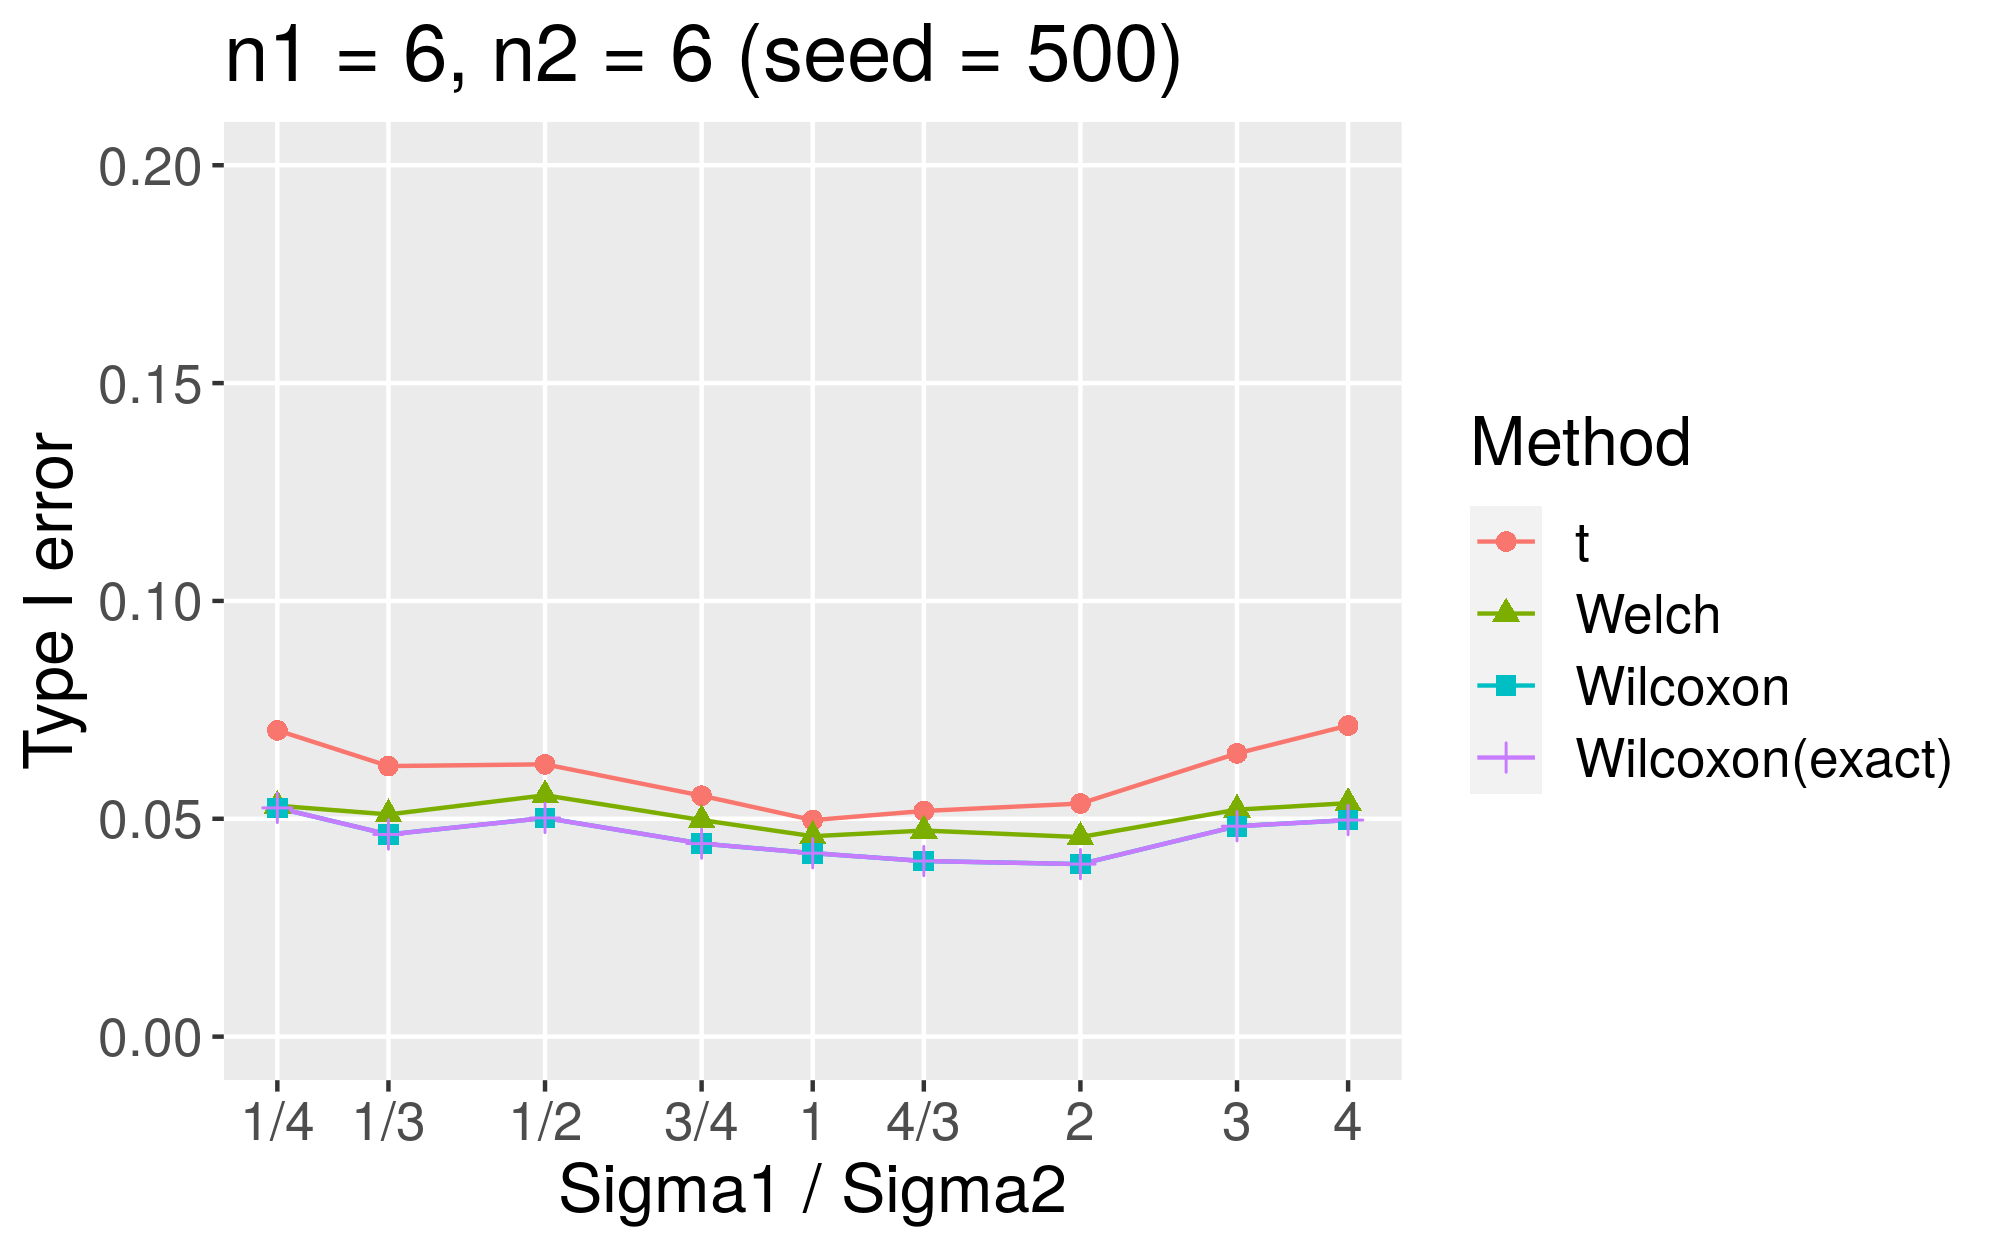 n1 = 6, n2 = 6 (seed = 500)
0.20
0.15
0.10
0.05
0.00
Type I error
1/4 1/3 1/2 3/4 1 4/3 2 3 4
Sigma1 / Sigma2
Method
t
Welch
Wilcoxon
Wilcoxon(exact)